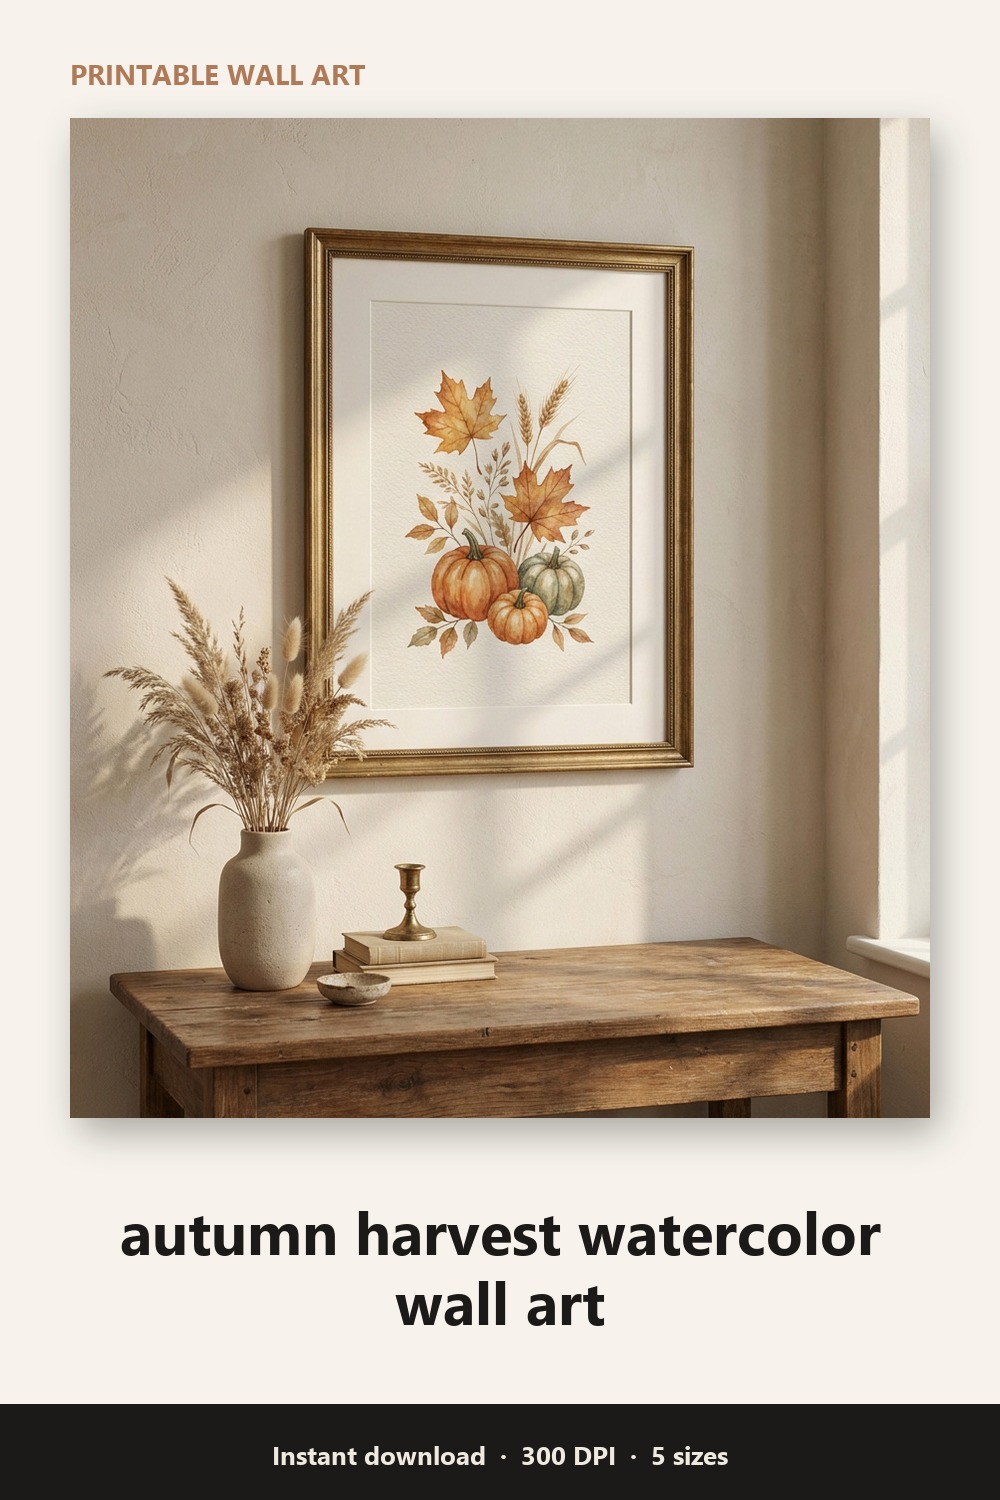 PRINTABLE WALL ART
autumn harvest watercolor
wall art
Instant download · 300 DPI · 5 sizes